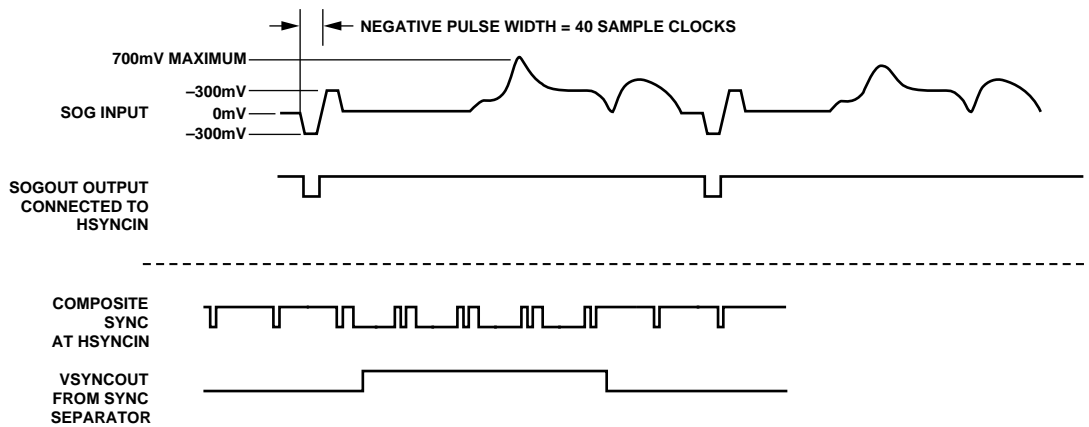 NEGATIVE PULSE WIDTH = 40 SAMPLE CLOCKS
700mV MAXIMUM
–300mV
SOG INPUT
0mV
–300mV
SOGOUT OUTPUT
CONNECTED TO
HSYNCIN
COMPOSITE
SYNC
AT HSYNCIN
VSYNCOUT
FROM SYNC
SEPARATOR